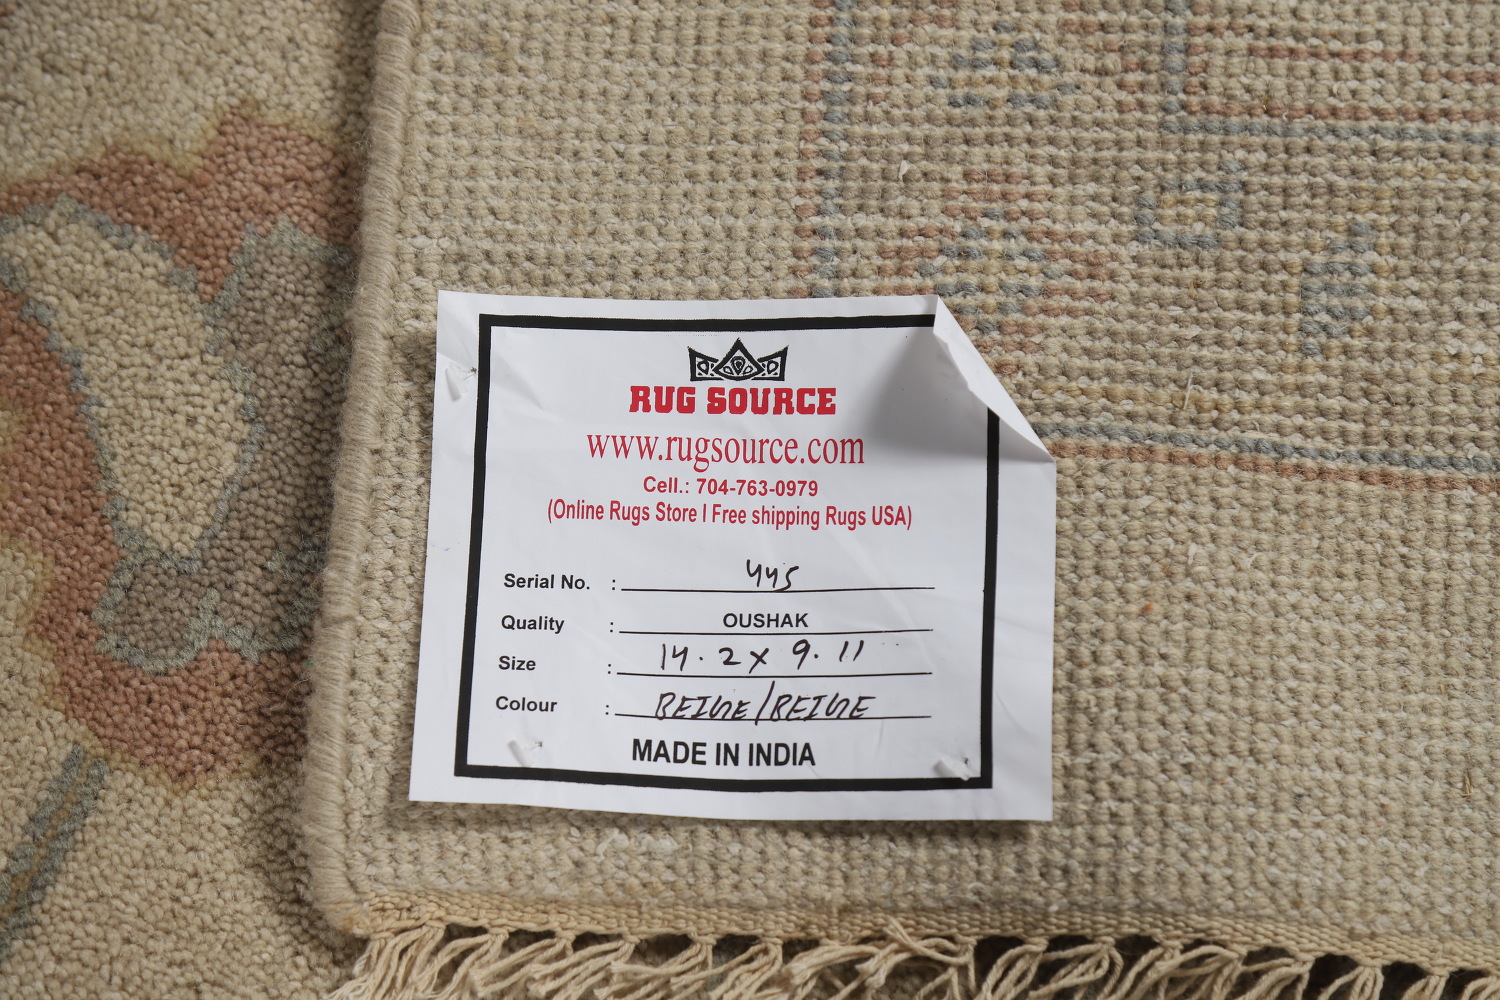 RUG SOURCE
www.rugsource.com
Cell.: 704-763-0979
(Online Rugs Store I Free shipping Rugs USA)
Serial No. : 445
Quality : OUSHAK
Size : 14.2 x 9.11
Colour : BEIGE/BEIGE
MADE IN INDIA